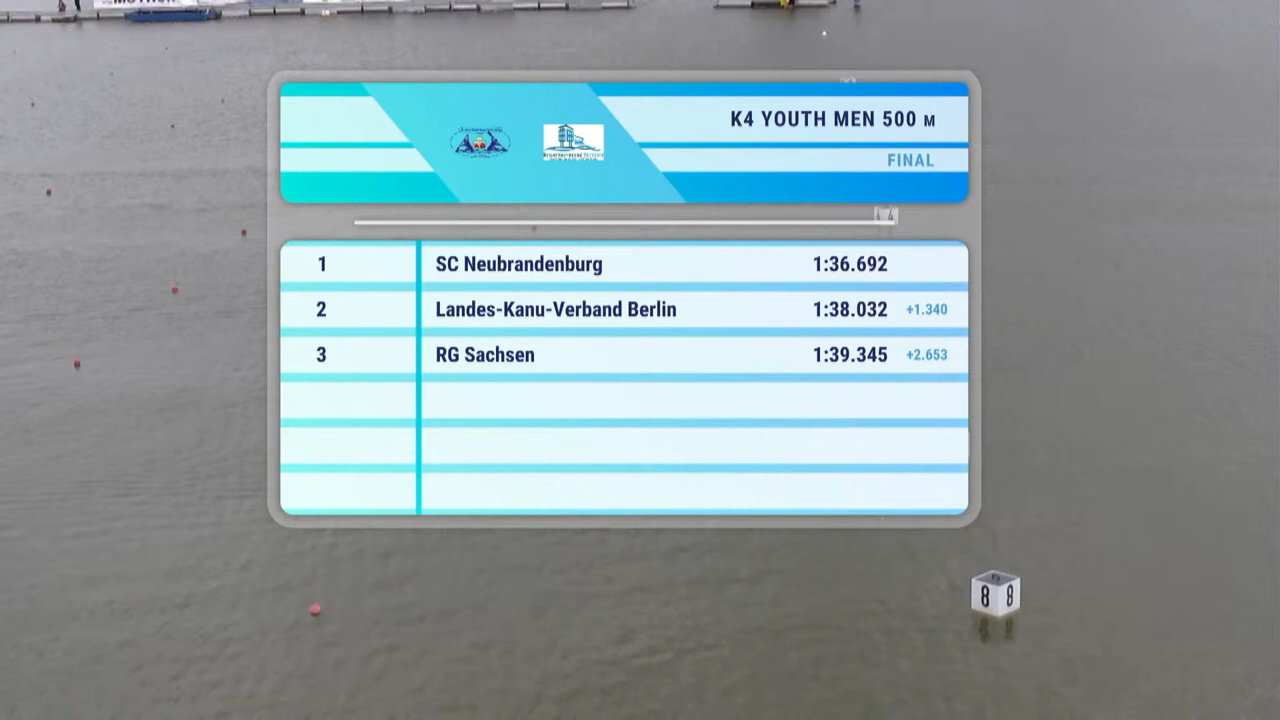 K4 YOUTH MEN 500 M
FINAL
1 SC Neubrandenburg 1:36.692
2 Landes-Kanu-Verband Berlin 1:38.032 +1.340
3 RG Sachsen 1:39.345 +2.653
8 8